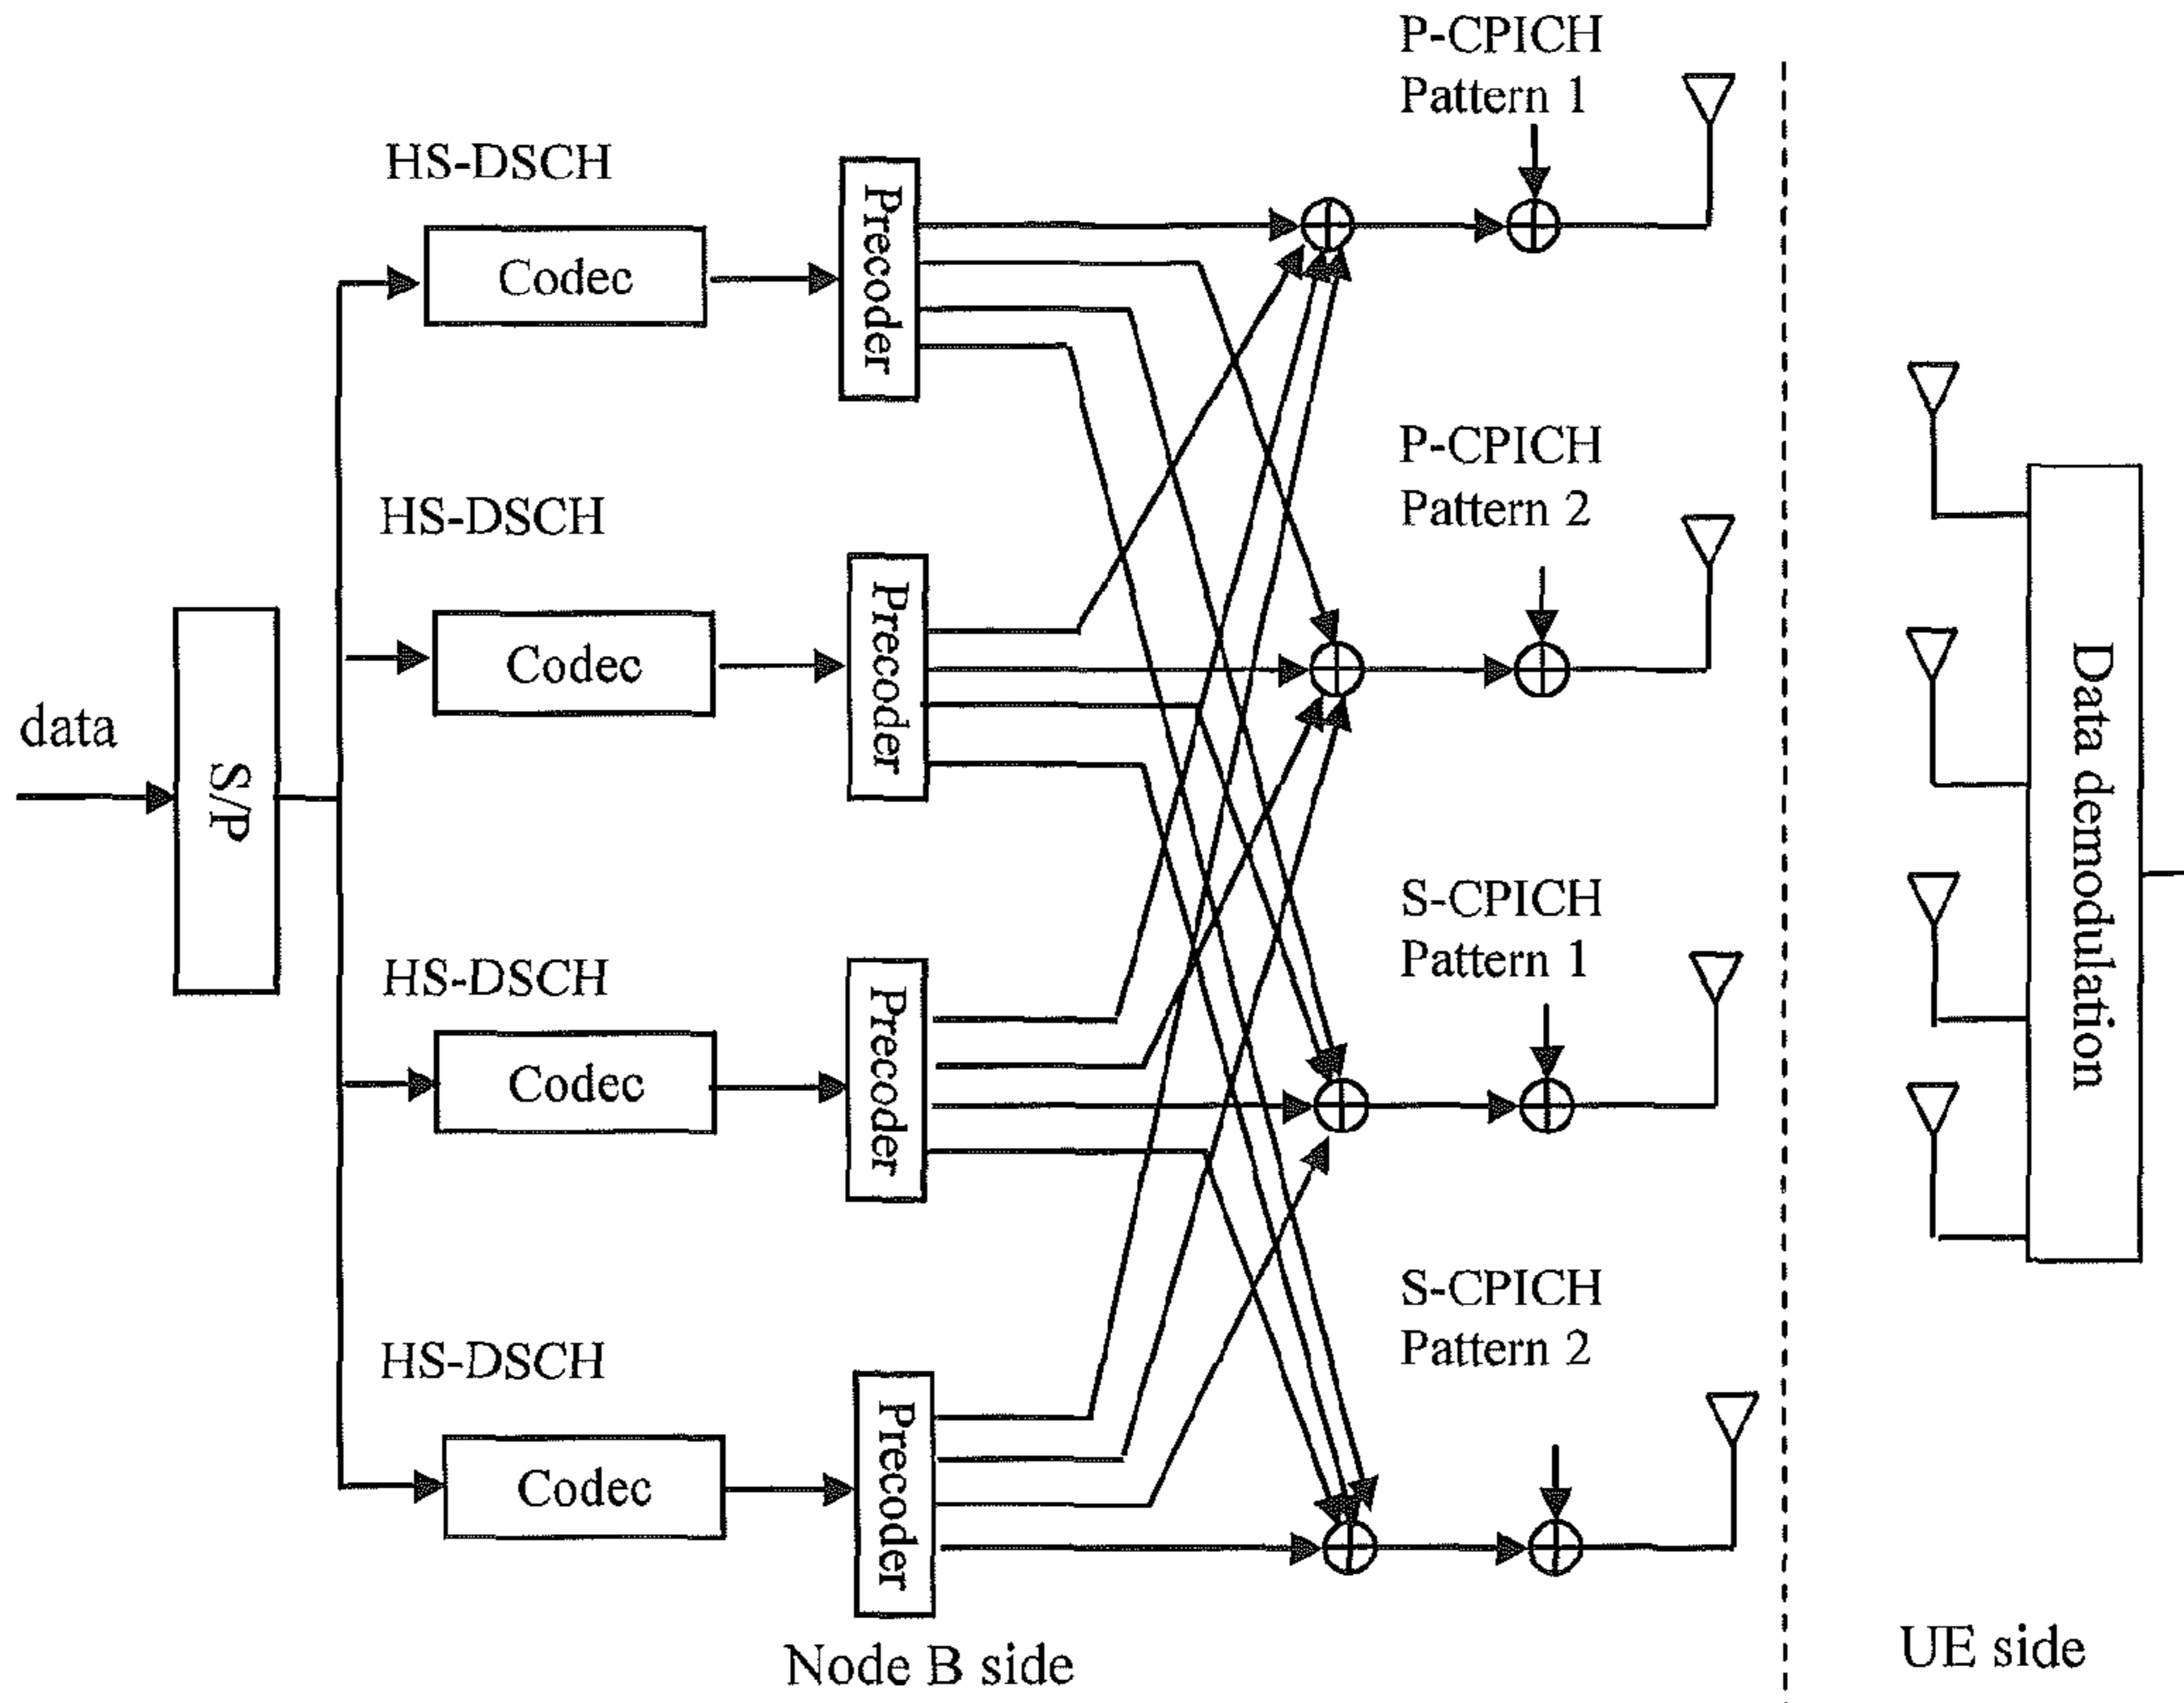 P-CPICH
Pattern 1
HS-DSCH
Precoder
Codec
P-CPICH
Pattern 2
HS-DSCH
Precoder
Codec
data
S/P
Data demodulation
S-CPICH
Pattern 1
HS-DSCH
Precoder
Codec
S-CPICH
Pattern 2
HS-DSCH
Precoder
Codec
Node B side
UE side